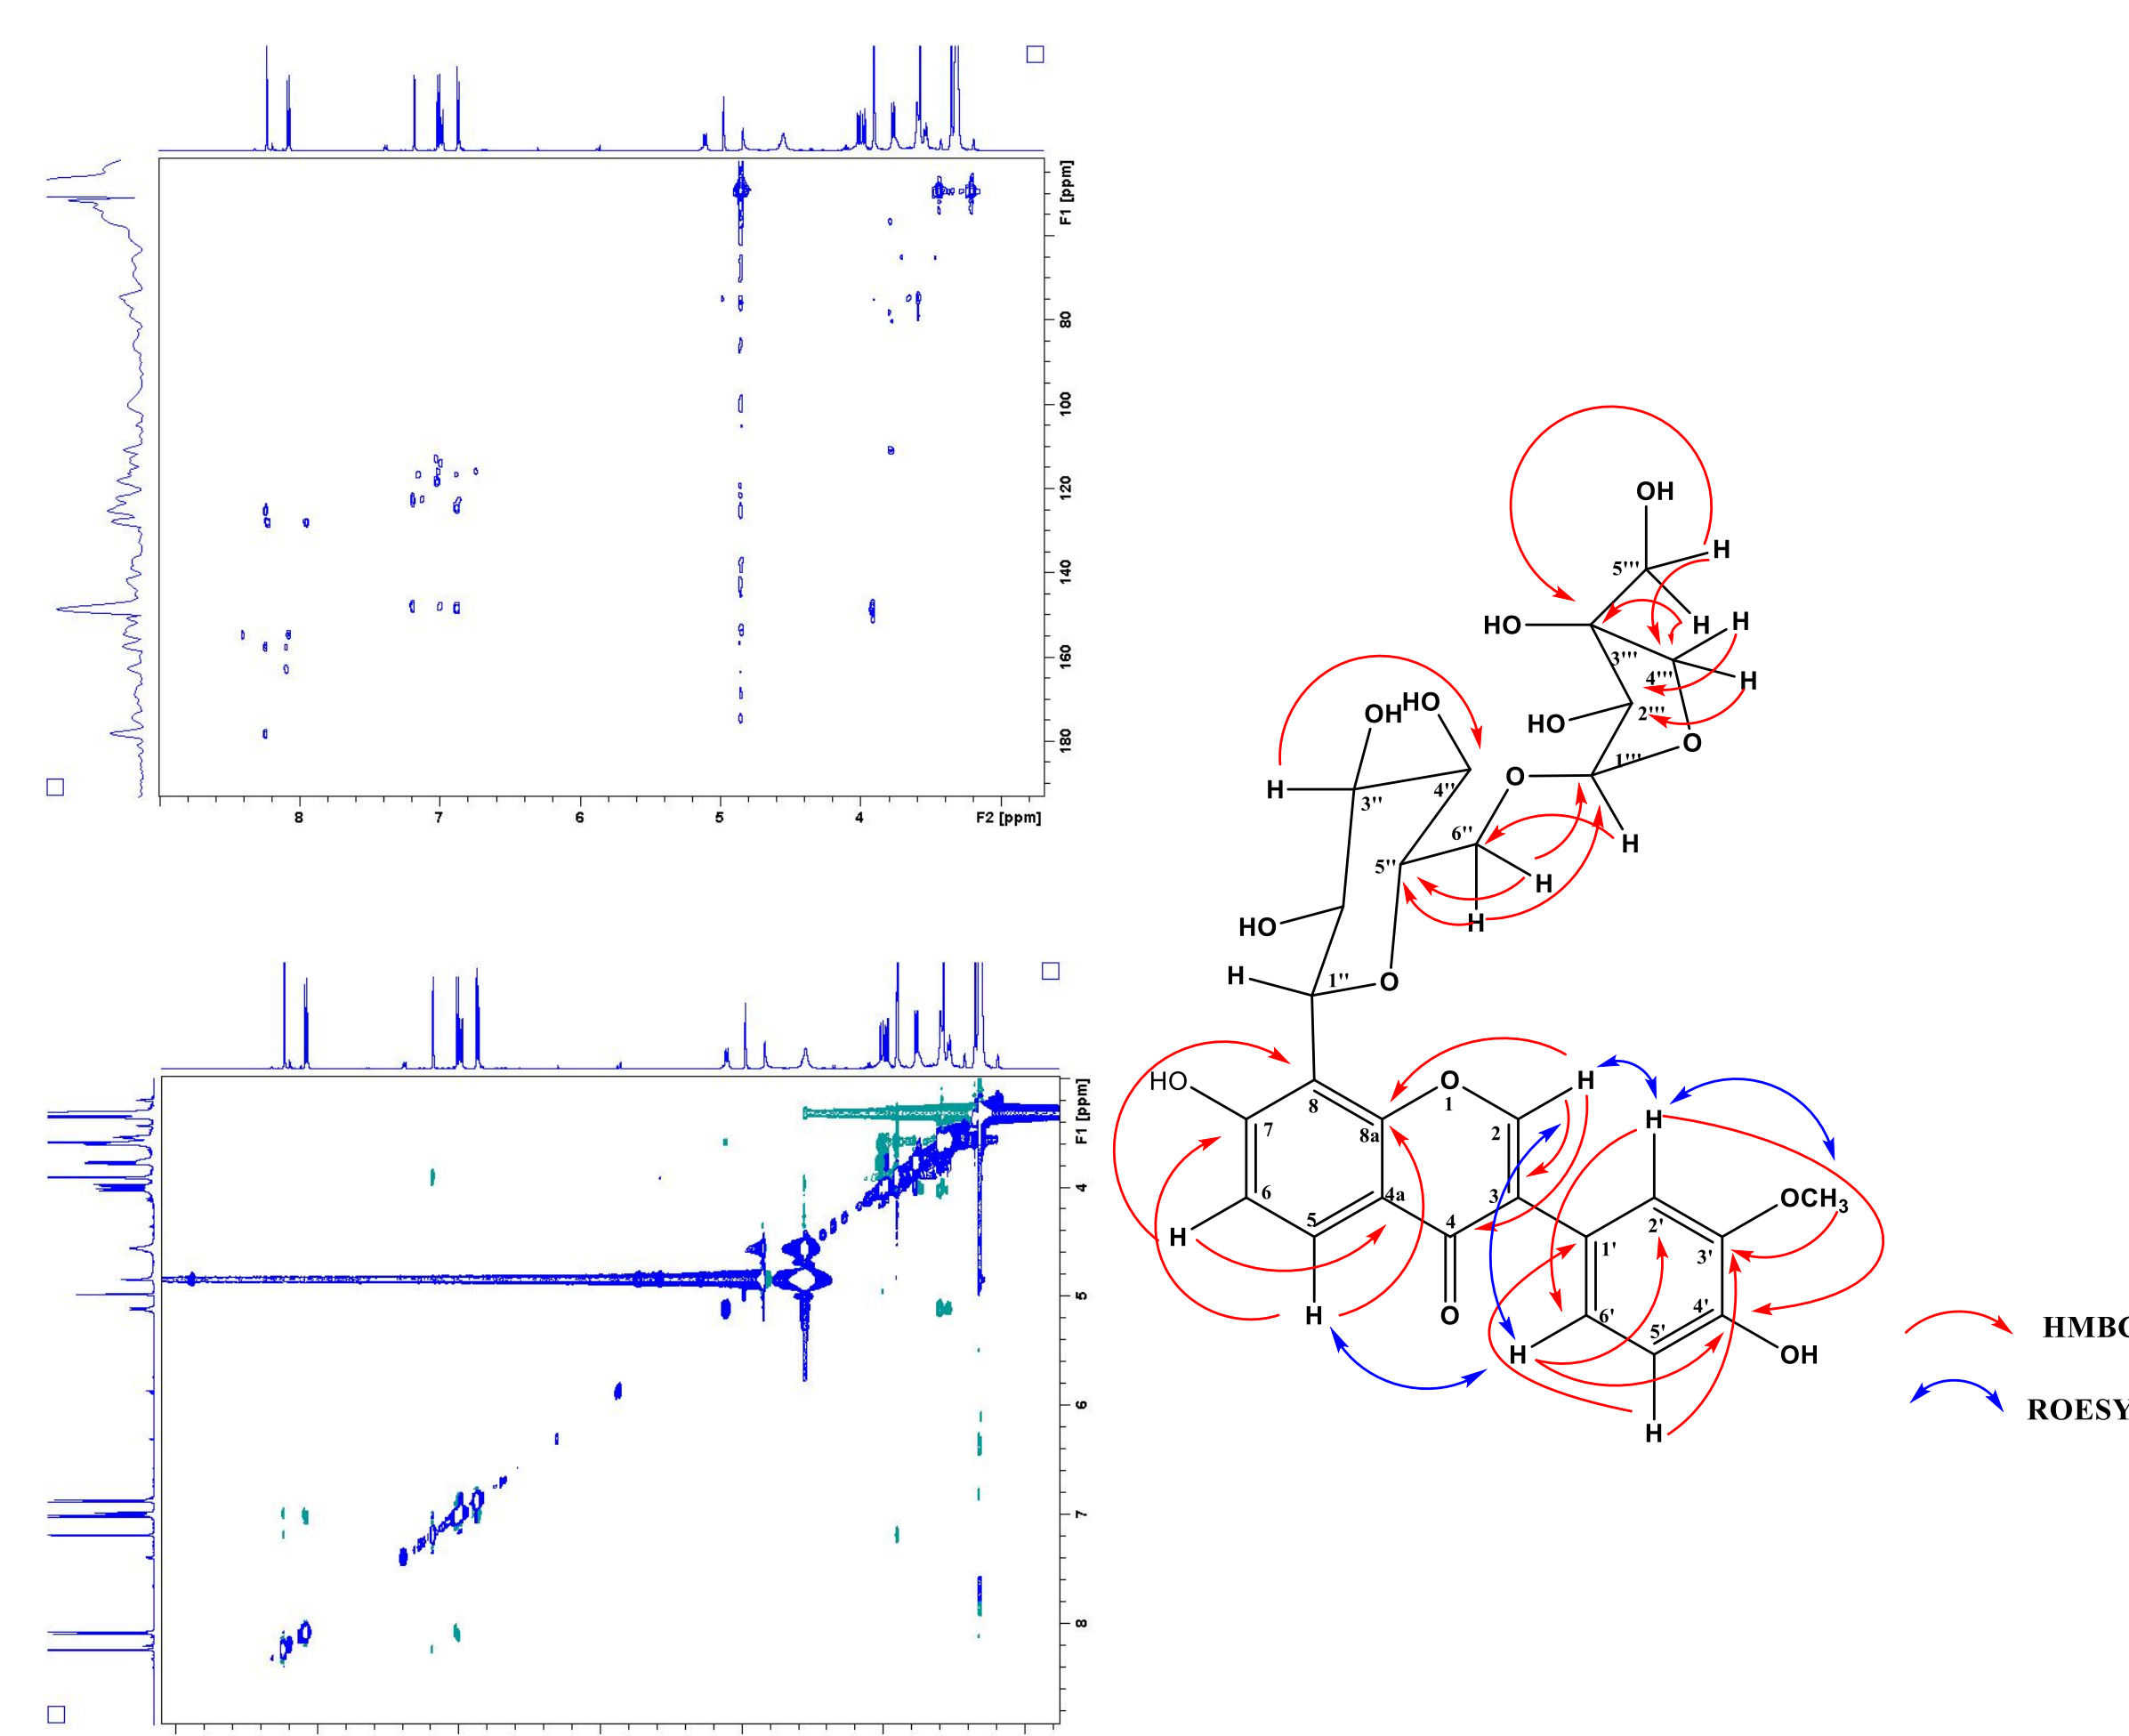 F1 [ppm]
80
100
120
140
160
180
8
7
6
5
4
F2 [ppm]
F1 [ppm]
4
5
6
7
8
OH
5'''
H
H
HO
3'''
H
4'''
H
2'''
HO
O
1'''
O
H
OH
HO
H
3''
4''
6''
5''
H
H
HO
H
1''
O
HO
8
7
8a
O
1
H
2
H
6
5
4a
4
3
H
H
O
1'
2'
OCH3
3'
4'
6'
5'
H
OH
H
HMBC
ROESY